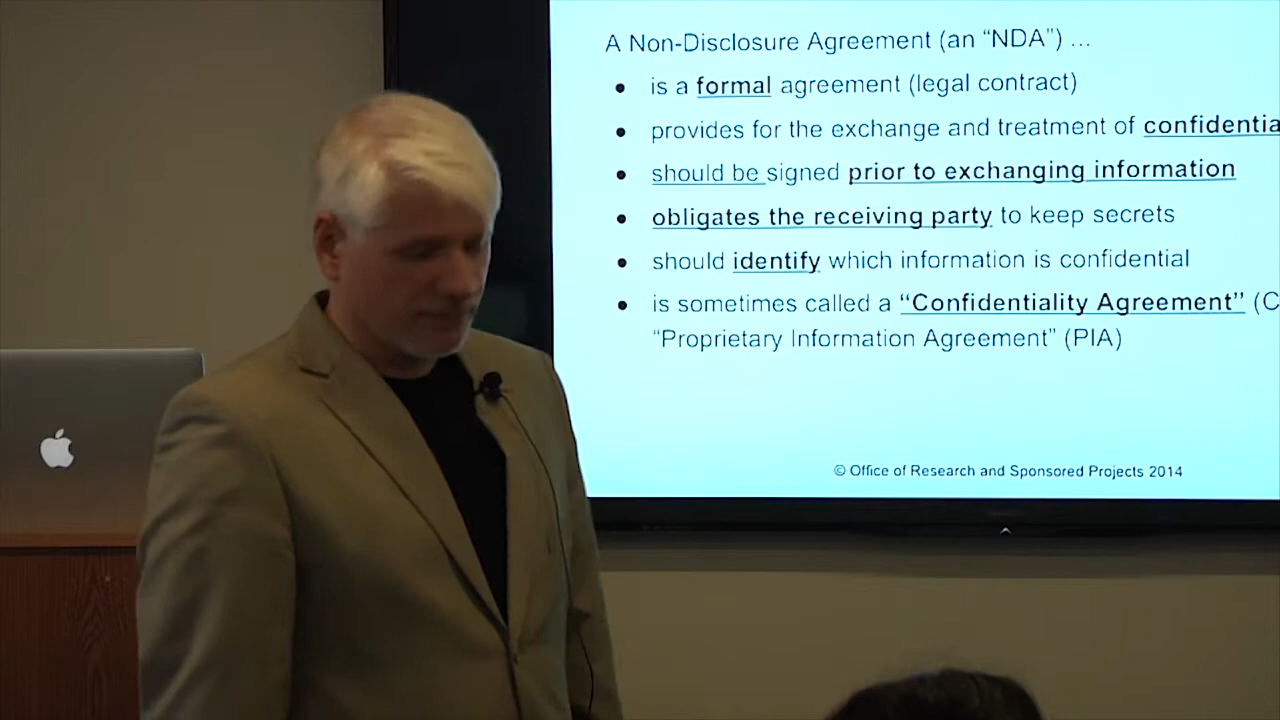 A Non-Disclosure Agreement (an “NDA”) ...
• is a formal agreement (legal contract)
• provides for the exchange and treatment of confidentia
• should be signed prior to exchanging information
• obligates the receiving party to keep secrets
• should identify which information is confidential
• is sometimes called a “Confidentiality Agreement” (C
“Proprietary Information Agreement” (PIA)
© Office of Research and Sponsored Projects 2014